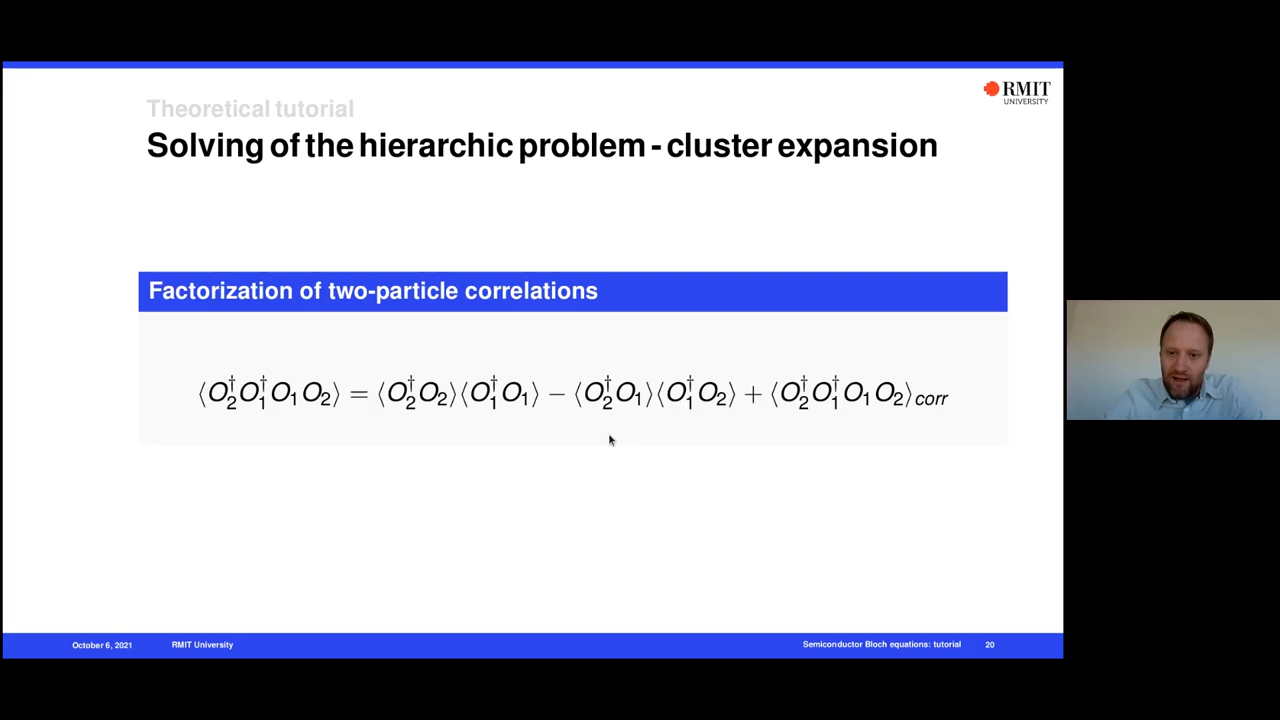 RMIT
UNIVERSITY
Theoretical tutorial
Solving of the hierarchic problem - cluster expansion
Factorization of two-particle correlations
⟨O₂†O₁†O₁O₂⟩ = ⟨O₂†O₂⟩⟨O₁†O₁⟩ − ⟨O₂†O₁⟩⟨O₁†O₂⟩ + ⟨O₂†O₁†O₁O₂⟩corr
October 6, 2021 RMIT University Semiconductor Bloch equations: tutorial 20